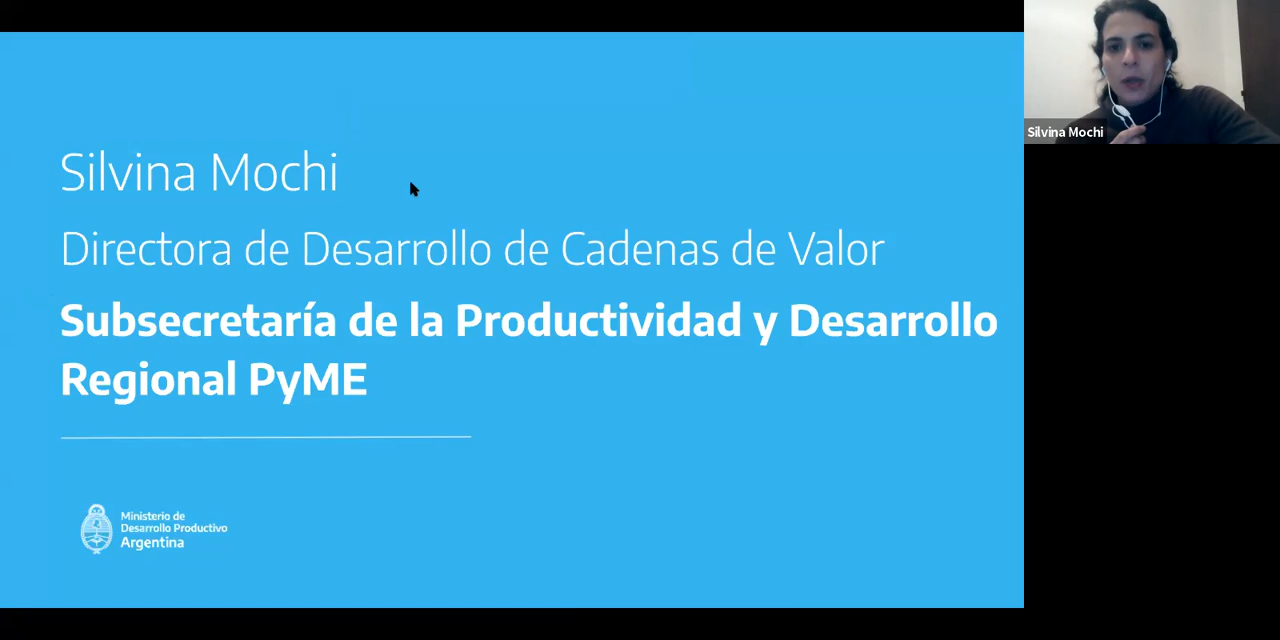 Silvina Mochi
Directora de Desarrollo de Cadenas de Valor
Subsecretaría de la Productividad y Desarrollo
Regional PyME
Ministerio de
Desarrollo Productivo
Argentina
Silvina Mochi